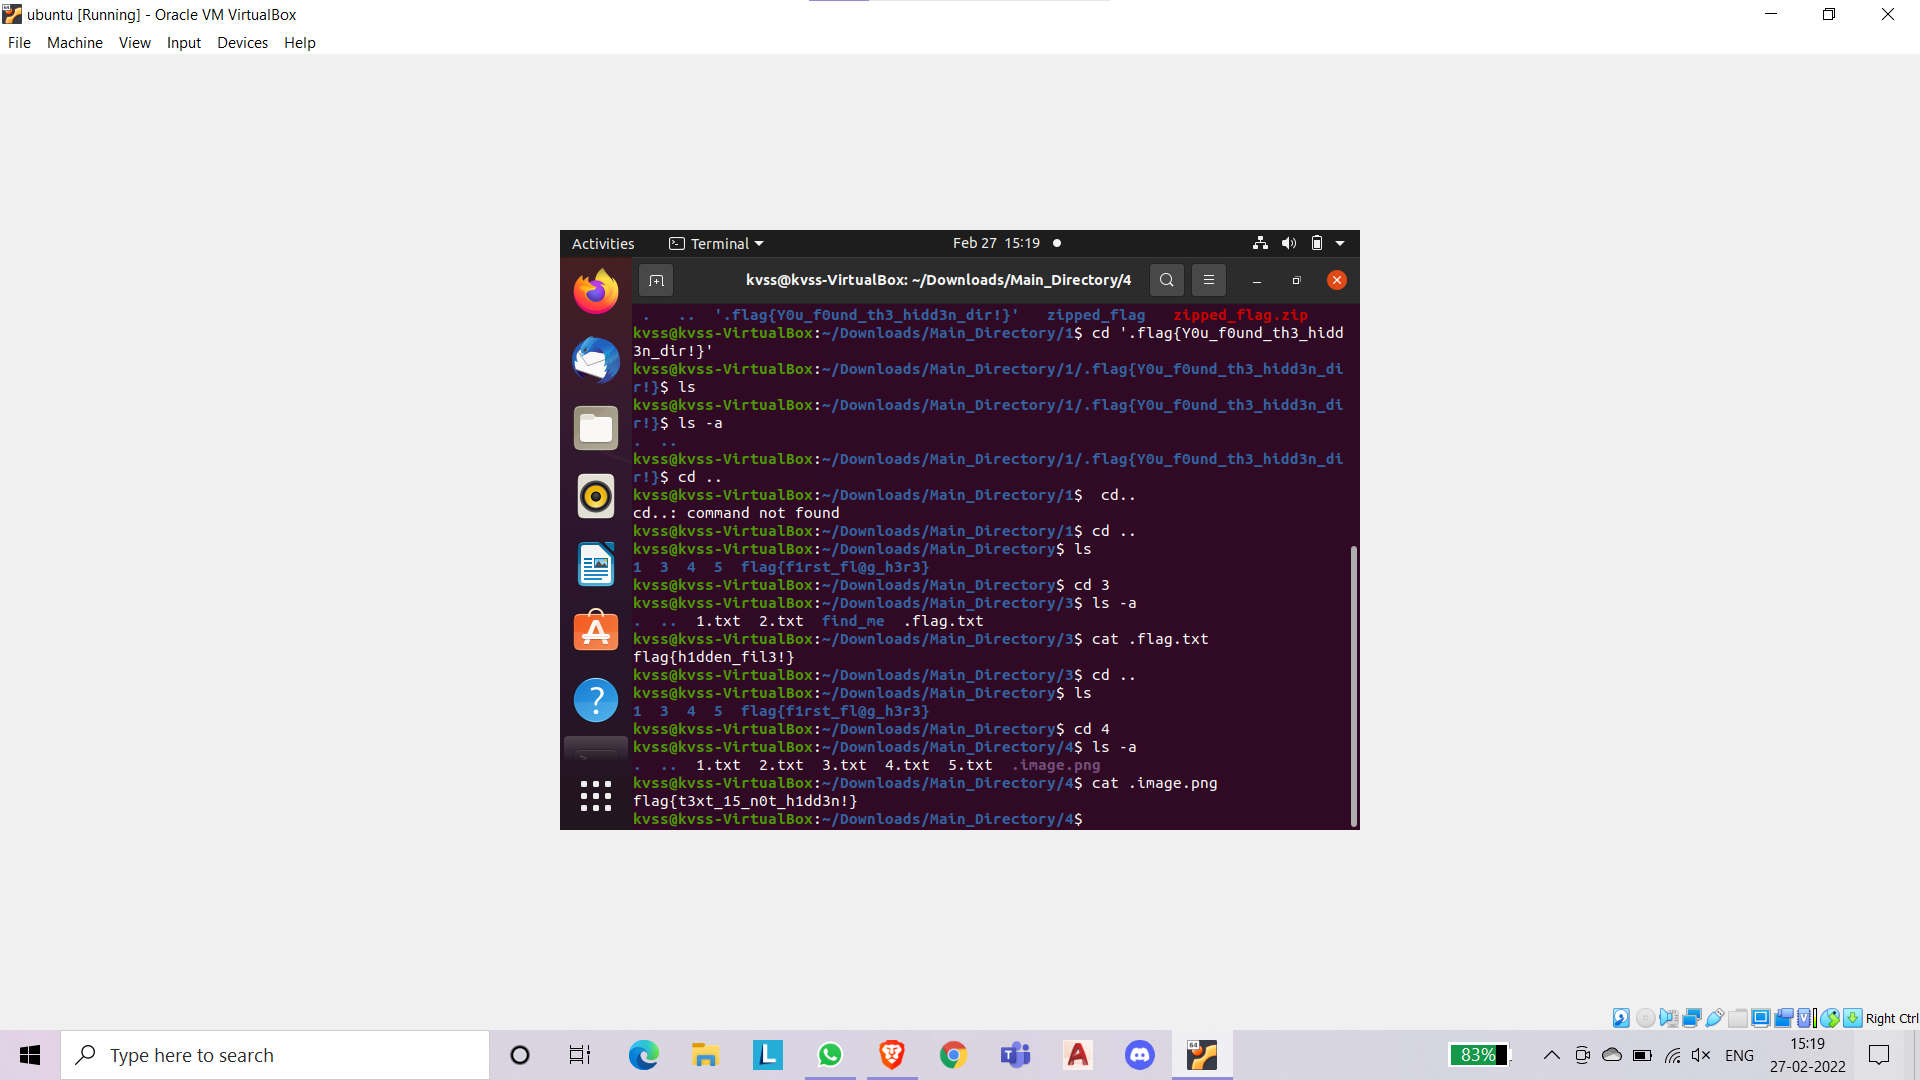 ubuntu [Running] - Oracle VM VirtualBox
File Machine View Input Devices Help
Activities Terminal Feb 27 15:19
kvss@kvss-VirtualBox: ~/Downloads/Main_Directory/4
. .. '.flag{Y0u_f0und_th3_hidd3n_dir!}' zipped_flag zipped_flag.zip
kvss@kvss-VirtualBox:~/Downloads/Main_Directory/1$ cd '.flag{Y0u_f0und_th3_hidd
3n_dir!}'
kvss@kvss-VirtualBox:~/Downloads/Main_Directory/1/.flag{Y0u_f0und_th3_hidd3n_di
r!}$ ls
kvss@kvss-VirtualBox:~/Downloads/Main_Directory/1/.flag{Y0u_f0und_th3_hidd3n_di
r!}$ ls -a
. ..
kvss@kvss-VirtualBox:~/Downloads/Main_Directory/1/.flag{Y0u_f0und_th3_hidd3n_di
r!}$ cd ..
kvss@kvss-VirtualBox:~/Downloads/Main_Directory/1$  cd..
cd..: command not found
kvss@kvss-VirtualBox:~/Downloads/Main_Directory/1$ cd ..
kvss@kvss-VirtualBox:~/Downloads/Main_Directory$ ls
1 3 4 5 flag{f1rst_fl@g_h3r3}
kvss@kvss-VirtualBox:~/Downloads/Main_Directory$ cd 3
kvss@kvss-VirtualBox:~/Downloads/Main_Directory/3$ ls -a
. .. 1.txt 2.txt find_me .flag.txt
kvss@kvss-VirtualBox:~/Downloads/Main_Directory/3$ cat .flag.txt
flag{h1dden_fil3!}
kvss@kvss-VirtualBox:~/Downloads/Main_Directory/3$ cd ..
kvss@kvss-VirtualBox:~/Downloads/Main_Directory$ ls
1 3 4 5 flag{f1rst_fl@g_h3r3}
kvss@kvss-VirtualBox:~/Downloads/Main_Directory$ cd 4
kvss@kvss-VirtualBox:~/Downloads/Main_Directory/4$ ls -a
. .. 1.txt 2.txt 3.txt 4.txt 5.txt .image.png
kvss@kvss-VirtualBox:~/Downloads/Main_Directory/4$ cat .image.png
flag{t3xt_15_n0t_h1dd3n!}
kvss@kvss-VirtualBox:~/Downloads/Main_Directory/4$
Right Ctrl
Type here to search
83%
ENG
15:19
27-02-2022